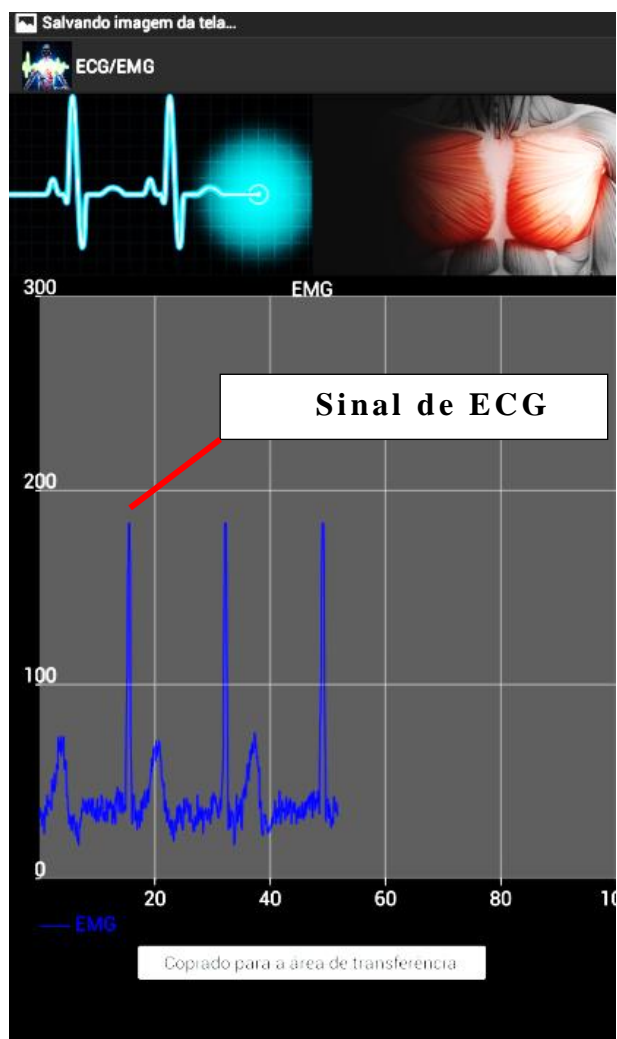 Salvando imagem da tela...
ECG/EMG
300
EMG
Sinal de ECG
200
100
0
20 40 60 80 10
EMG
Copiado para a área de transferência